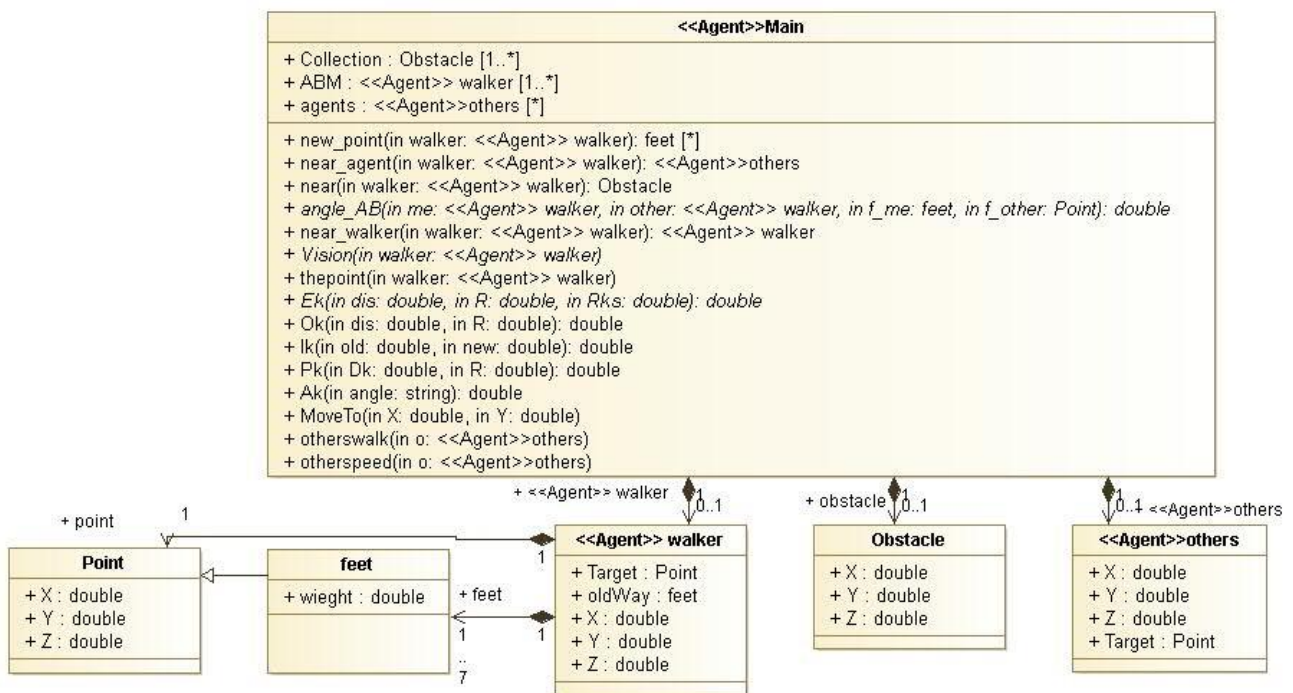 <<Agent>>Main
+ Collection : Obstacle [1..*]
+ ABM : <<Agent>> walker [1..*]
+ agents : <<Agent>>others [*]
+ new_point(in walker: <<Agent>> walker): feet [*]
+ near_agent(in walker: <<Agent>> walker): <<Agent>>others
+ near(in walker: <<Agent>> walker): Obstacle
+ angle_AB(in me: <<Agent>> walker, in other: <<Agent>> walker, in f_me: feet, in f_other: Point): double
+ near_walker(in walker: <<Agent>> walker): <<Agent>> walker
+ Vision(in walker: <<Agent>> walker)
+ thepoint(in walker: <<Agent>> walker)
+ Ek(in dis: double, in R: double, in Rks: double): double
+ Ok(in dis: double, in R: double): double
+ Ik(in old: double, in new: double): double
+ Pk(in Dk: double, in R: double): double
+ Ak(in angle: string): double
+ MoveTo(in X: double, in Y: double)
+ otherswalk(in o: <<Agent>>others)
+ otherspeed(in o: <<Agent>>others)
+ <<Agent>> walker
1
0..1
+ obstacle
1
0..1
1
0..1
+ <<Agent>>others
+ point
1
1
Point
+ X : double
+ Y : double
+ Z : double
feet
+ wieght : double
+ feet
1
..
7
1
<<Agent>> walker
+ Target : Point
+ oldWay : feet
+ X : double
+ Y : double
+ Z : double
Obstacle
+ X : double
+ Y : double
+ Z : double
<<Agent>>others
+ X : double
+ Y : double
+ Z : double
+ Target : Point